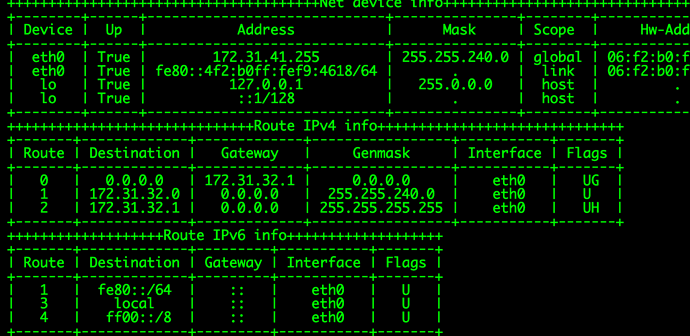 ++++++++++++++++++++++++++++++++++++++Net device info++++++++++++++++++++++++++++++
+--------+------+------------------------------+---------------+--------+-----------
| Device | Up | Address | Mask | Scope | Hw-Add
+--------+------+------------------------------+---------------+--------+-----------
| eth0 | True | 172.31.41.255 | 255.255.240.0 | global | 06:f2:b0:f
| eth0 | True | fe80::4f2:b0ff:fef9:4618/64 | . | link | 06:f2:b0:f
| lo | True | 127.0.0.1 | 255.0.0.0 | host | .
| lo | True | ::1/128 | . | host | .
+--------+------+------------------------------+---------------+--------+-----------
++++++++++++++++++++++++++++++Route IPv4 info++++++++++++++++++++++++++++++
+-------+-------------+-------------+-----------------+-----------+-------+
| Route | Destination | Gateway | Genmask | Interface | Flags |
+-------+-------------+-------------+-----------------+-----------+-------+
| 0 | 0.0.0.0 | 172.31.32.1 | 0.0.0.0 | eth0 | UG |
| 1 | 172.31.32.0 | 0.0.0.0 | 255.255.240.0 | eth0 | U |
| 2 | 172.31.32.1 | 0.0.0.0 | 255.255.255.255 | eth0 | UH |
+-------+-------------+-------------+-----------------+-----------+-------+
+++++++++++++++++++Route IPv6 info+++++++++++++++++++
+-------+-------------+---------+-----------+-------+
| Route | Destination | Gateway | Interface | Flags |
+-------+-------------+---------+-----------+-------+
| 1 | fe80::/64 | :: | eth0 | U |
| 3 | local | :: | eth0 | U |
| 4 | ff00::/8 | :: | eth0 | U |
+-------+-------------+---------+-----------+-------+